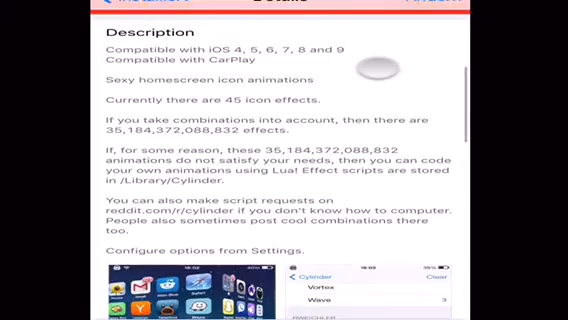 Description
Compatible with iOS 4, 5, 6, 7, 8 and 9
Compatible with CarPlay
Sexy homescreen icon animations
Currently there are 45 icon effects.
If you take combinations into account, then there are
35,184,372,088,832 effects.
If, for some reason, these 35,184,372,088,832
animations do not satisfy your needs, then you can code
your own animations using Lua! Effect scripts are stored
in /Library/Cylinder.
You can also make script requests on
reddit.com/r/cylinder if you don't know how to computer.
People also sometimes post cool combinations there
too.
Configure options from Settings.
Cylinder
Clear
Vortex
Wave
3